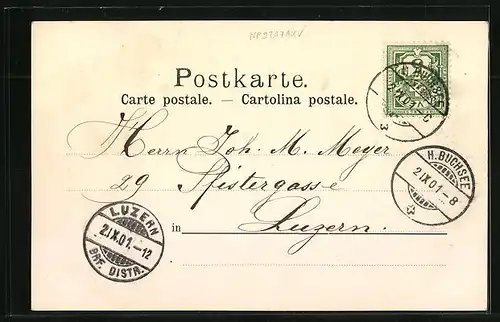 Postkarte.
Carte postale. — Cartolina postale.
Herrn Joh. M. Meyer
29 Pfistergasse
in Luzern.
H. BUCHSEE
2.IX.01.-8
LUZERN
2.IX.01.-12
BRF. DISTR.